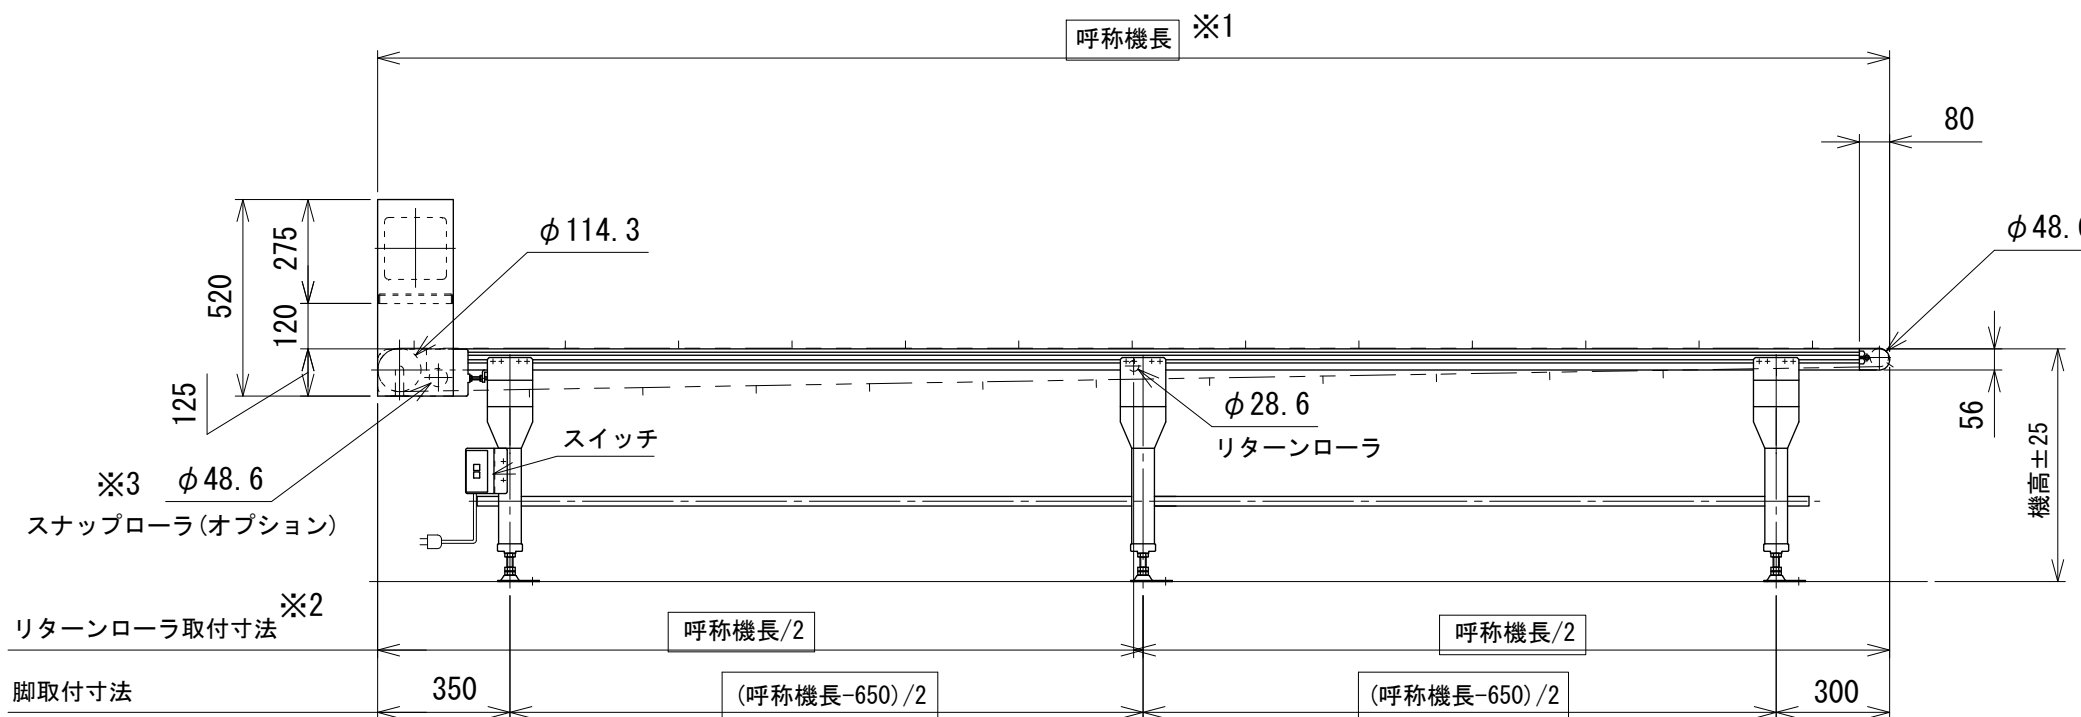 呼称機長 ※1
80
φ114.3
φ48.6
275
520
120
125
φ28.6
リターンローラ
56
機高±25
スイッチ
※3 φ48.6
スナップローラ(オプション)
リターンローラ取付寸法 ※2
呼称機長/2
呼称機長/2
脚取付寸法
350
(呼称機長-650)/2
(呼称機長-650)/2
300